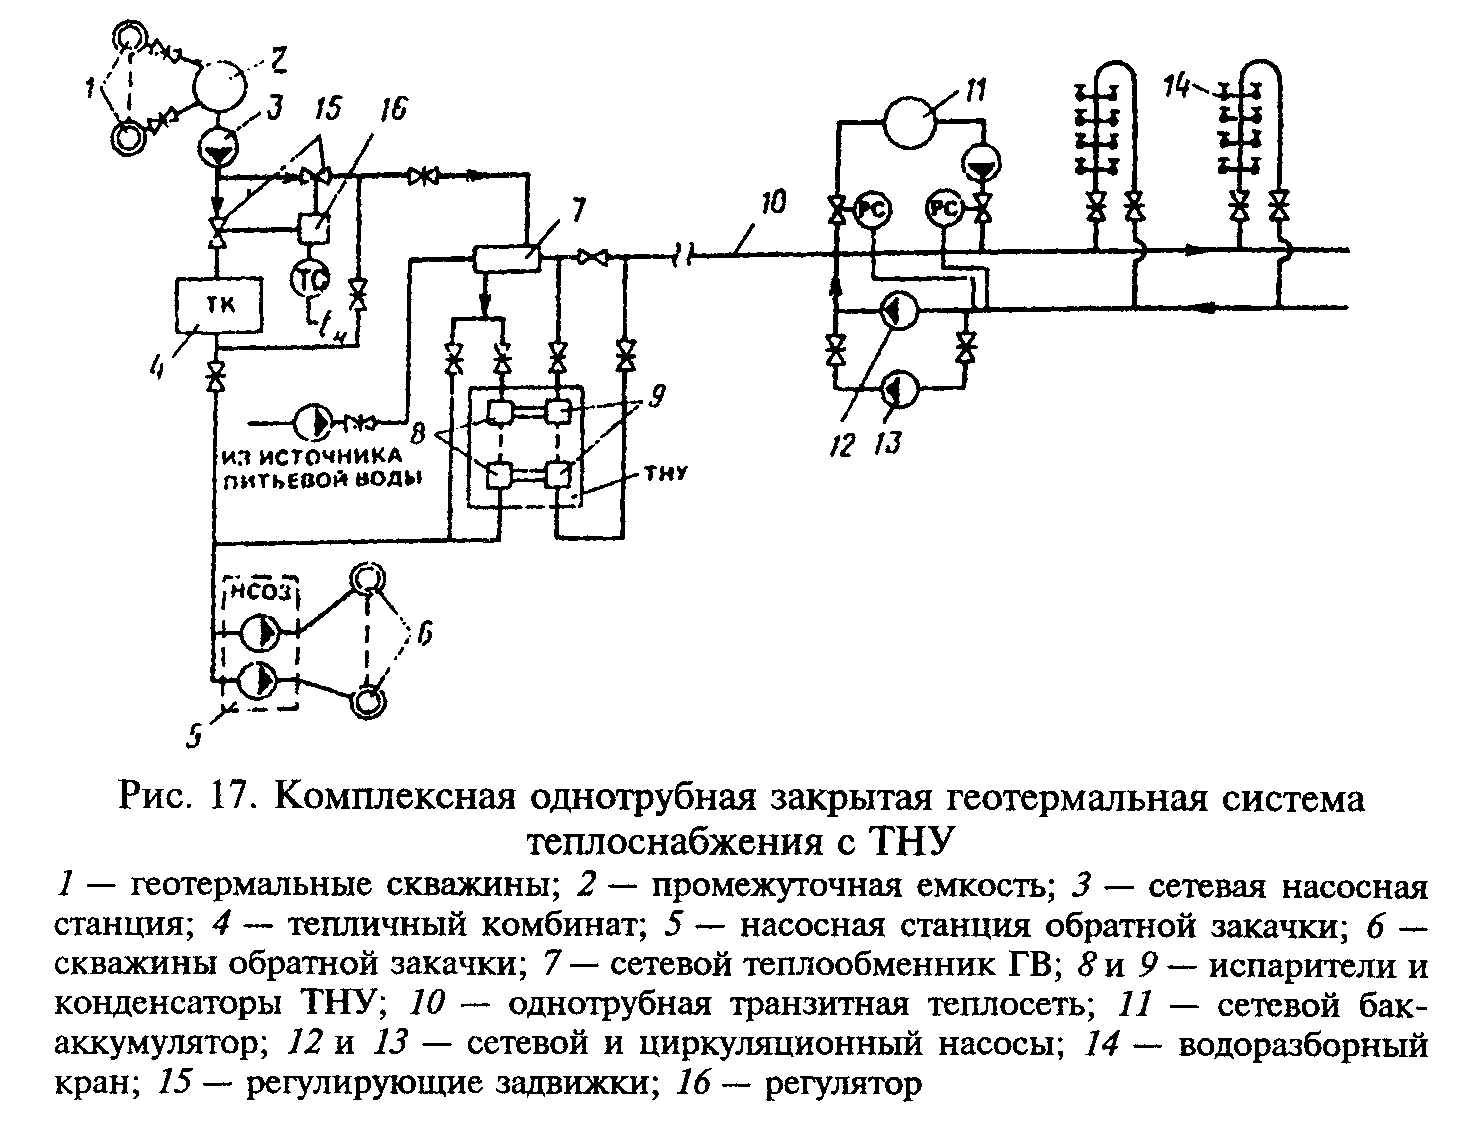 1
2
3
15
16
11
14
7
10
РС
РС
ТС
tн
ТК
4
8
9
12 13
ИЗ ИСТОЧНИКА
ПИТЬЕВОЙ ВОДЫ
ТНУ
НСОЗ
6
5
Рис. 17. Комплексная однотрубная закрытая геотермальная система
теплоснабжения с ТНУ
1 — геотермальные скважины; 2 — промежуточная емкость; 3 — сетевая насосная
станция; 4 — тепличный комбинат; 5 — насосная станция обратной закачки; 6 —
скважины обратной закачки; 7 — сетевой теплообменник ГВ; 8 и 9 — испарители и
конденсаторы ТНУ; 10 — однотрубная транзитная теплосеть; 11 — сетевой бак-
аккумулятор; 12 и 13 — сетевой и циркуляционный насосы; 14 — водоразборный
кран; 15 — регулирующие задвижки; 16 — регулятор